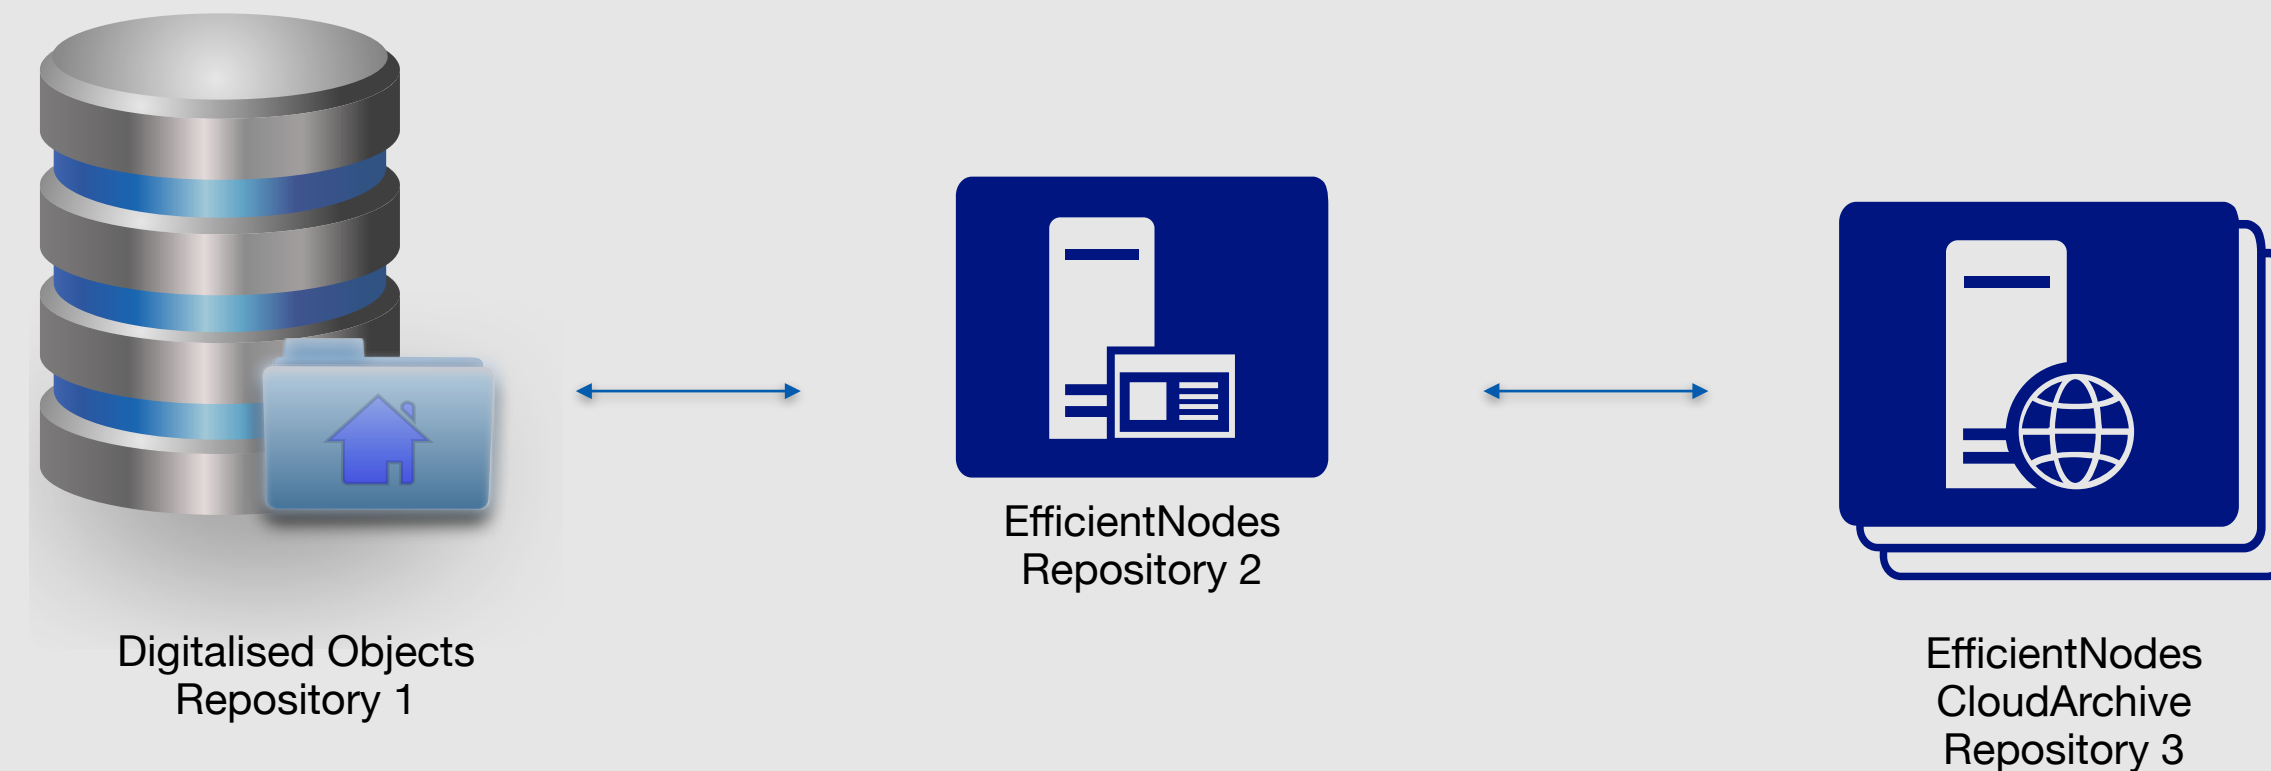 Digitalised Objects
Repository 1
EfficientNodes
Repository 2
EfficientNodes
CloudArchive
Repository 3